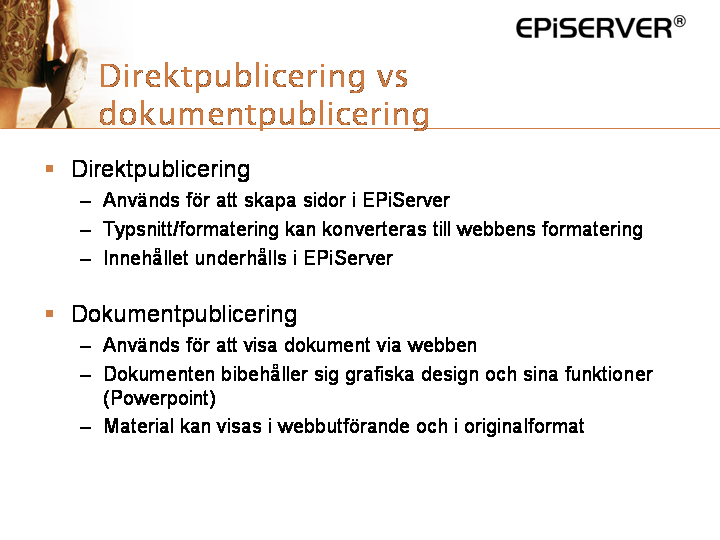 EPiSERVER®
Direktpublicering vs
dokumentpublicering
▪ Direktpublicering
– Används för att skapa sidor i EPiServer
– Typsnitt/formatering kan konverteras till webbens formatering
– Innehållet underhålls i EPiServer
▪ Dokumentpublicering
– Används för att visa dokument via webben
– Dokumenten bibehåller sig grafiska design och sina funktioner
(Powerpoint)
– Material kan visas i webbutförande och i originalformat